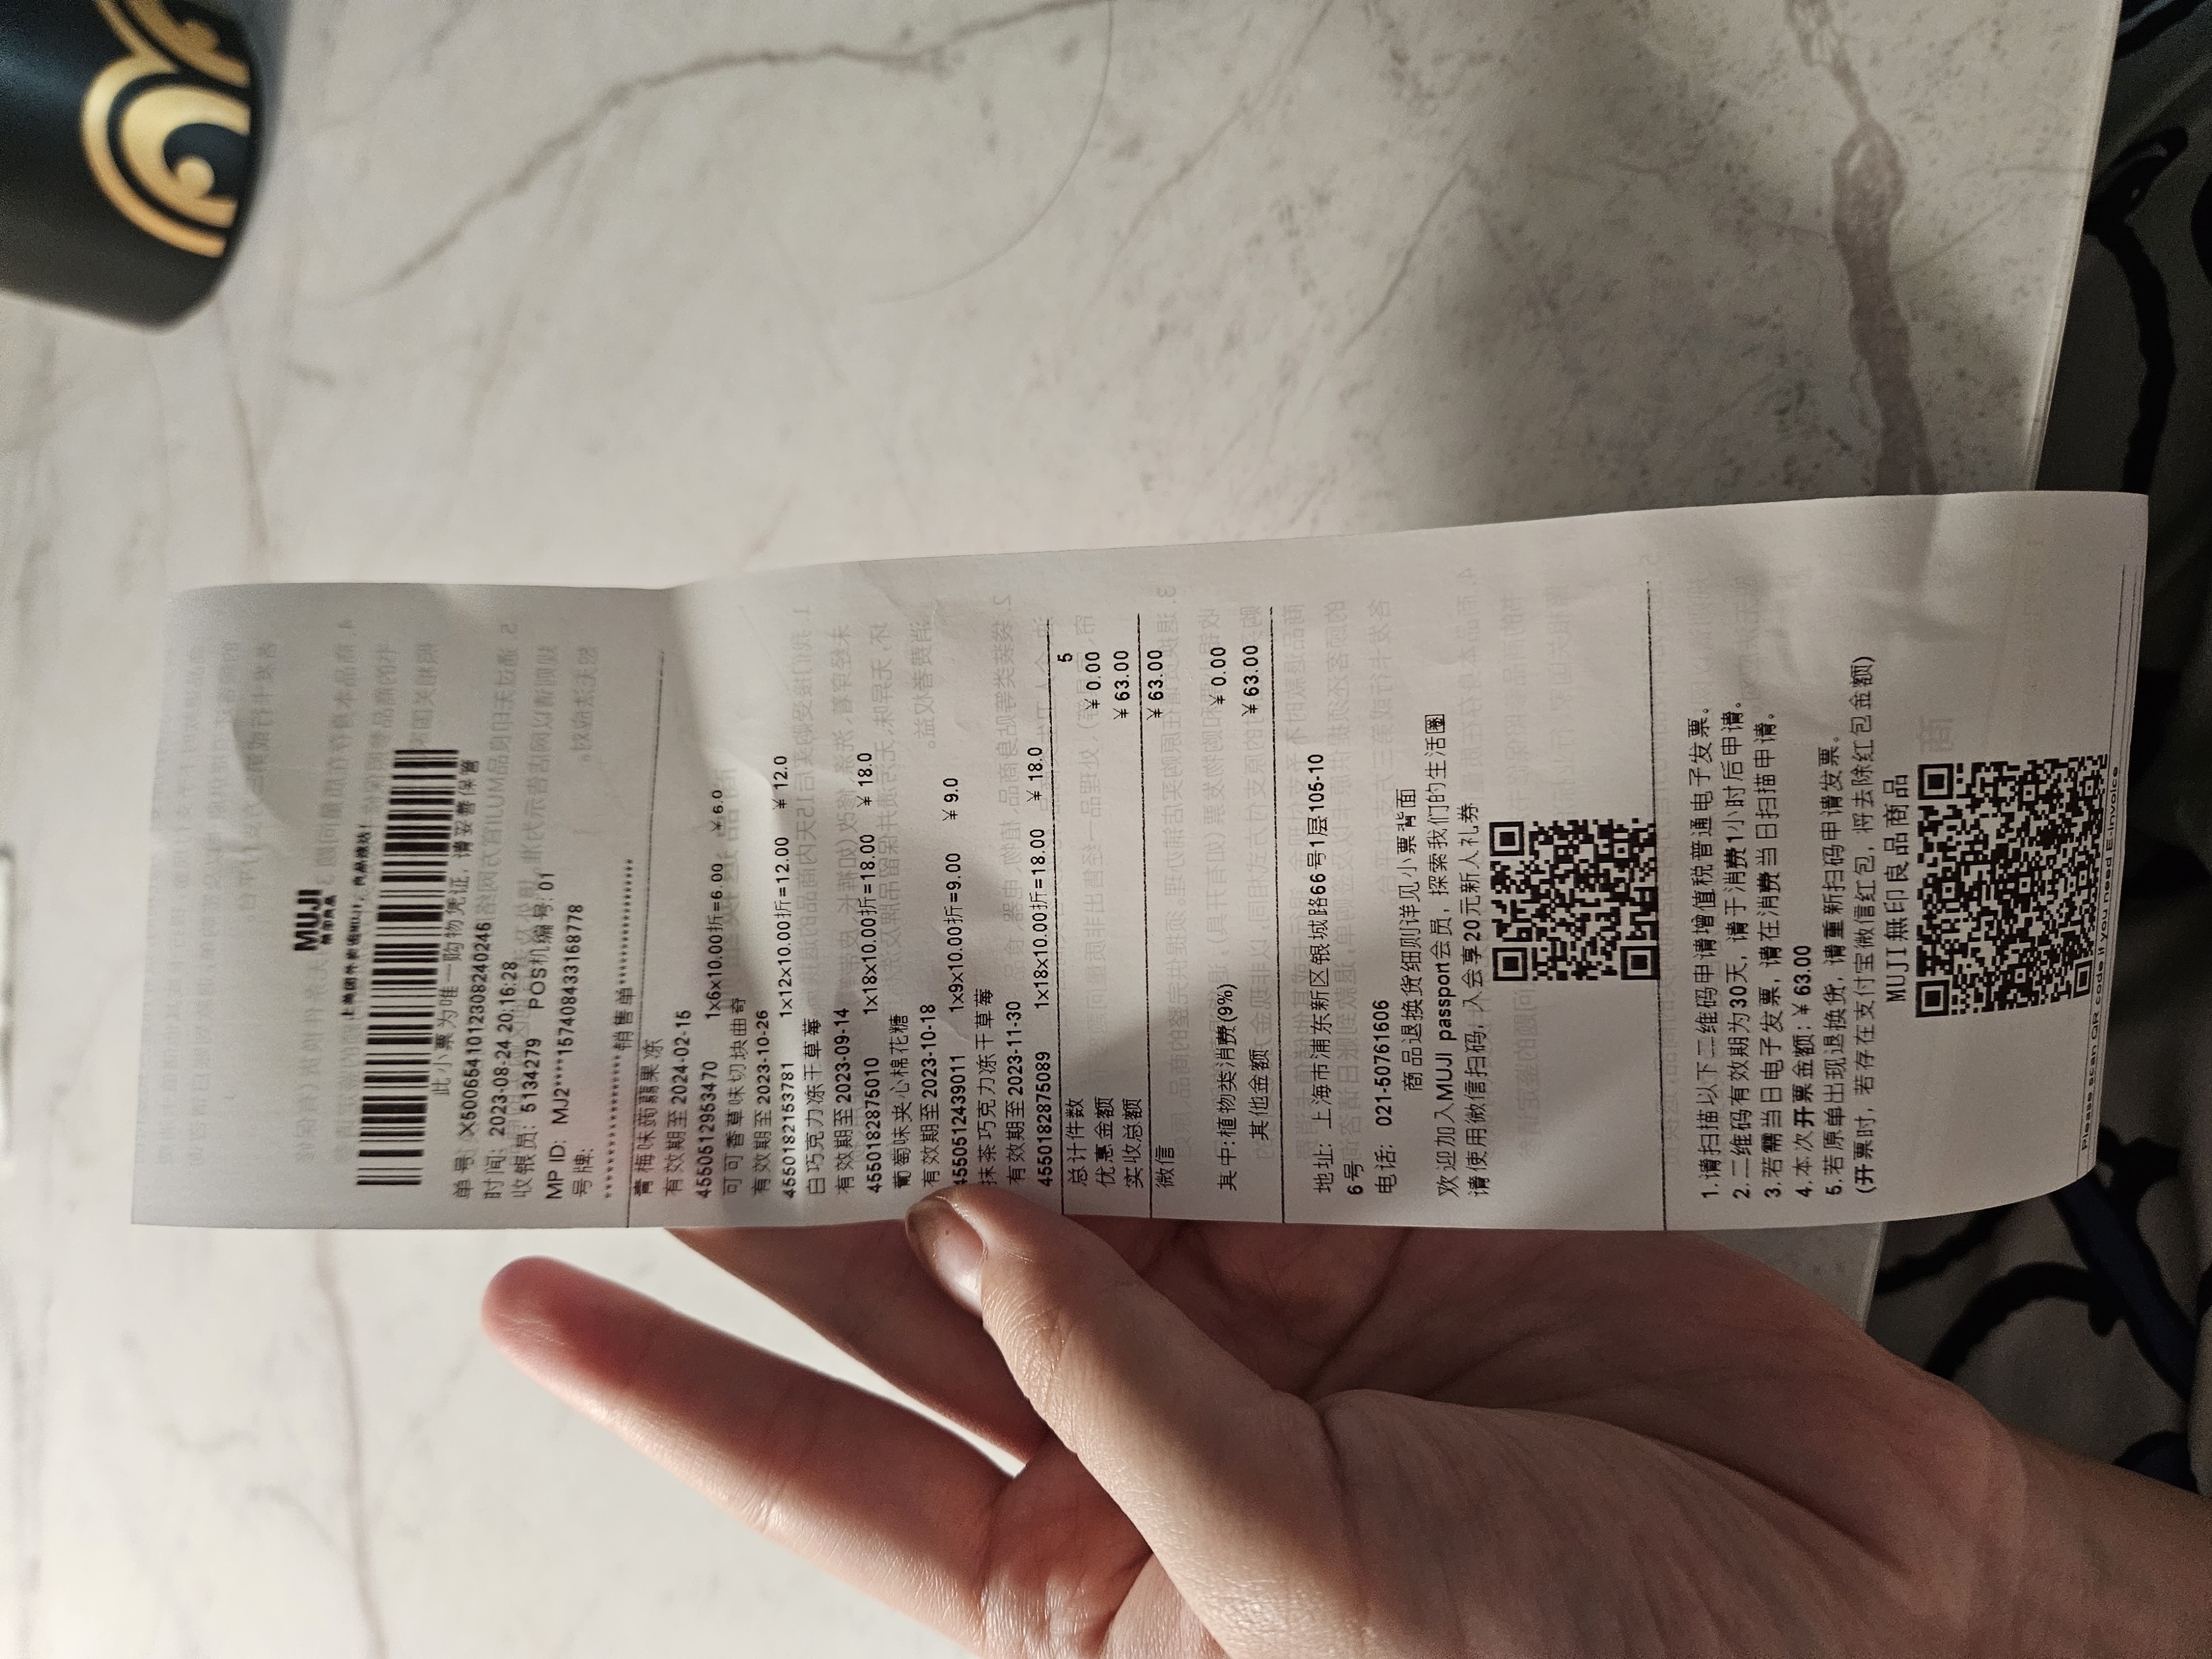 MUJI
無印良品
此小票为唯一购物凭证，请妥善保管
单号: X5006541012308240246
时间: 2023-08-24 20:16:28
收银员: 5134279 POS机编号:01
MP ID: MJ2****1574084331​68778
号牌:
销售单
青梅味蒟蒻果冻
有效期至2024-02-15
4550512953470 1x6x10.00折=6.00 ￥6.0
可可香草味切块曲奇
有效期至2023-10-26
4550182153781 1x12x10.00折=12.00 ￥12.0
白巧克力冻干草莓
有效期至2023-09-14
4550182875010 1x18x10.00折=18.00 ￥18.0
葡萄味夹心棉花糖
有效期至2023-10-18
4550512439011 1x9x10.00折=9.00 ￥9.0
抹茶巧克力冻干草莓
有效期至2023-11-30
4550182875089 1x18x10.00折=18.00 ￥18.0
总计件数 5
优惠金额 ￥0.00
实收总额 ￥63.00
微信 ￥63.00
其中:植物类消费(9%) ￥0.00
其他金额 ￥63.00
地址: 上海市浦东新区银城路66号1层105-10
6号
电话: 021-50761606
商品退换货细则详见小票背面
欢迎加入MUJI passport会员，探索我们的生活圈
请使用微信扫码，入会享20元新人礼券
1.请扫描以下二维码申请增值税普通电子发票。
2.二维码有效期为30天，请于消费1小时后申请。
3.若需当日电子发票，请在消费当日扫描申请。
4.本次开票金额:￥63.00
5.若原单出现退换货，请重新扫码申请发票。
(开票时，若存在支付宝微信红包，将去除红包金额)
MUJI無印良品商品
Please scan QR code if you need E-invoice